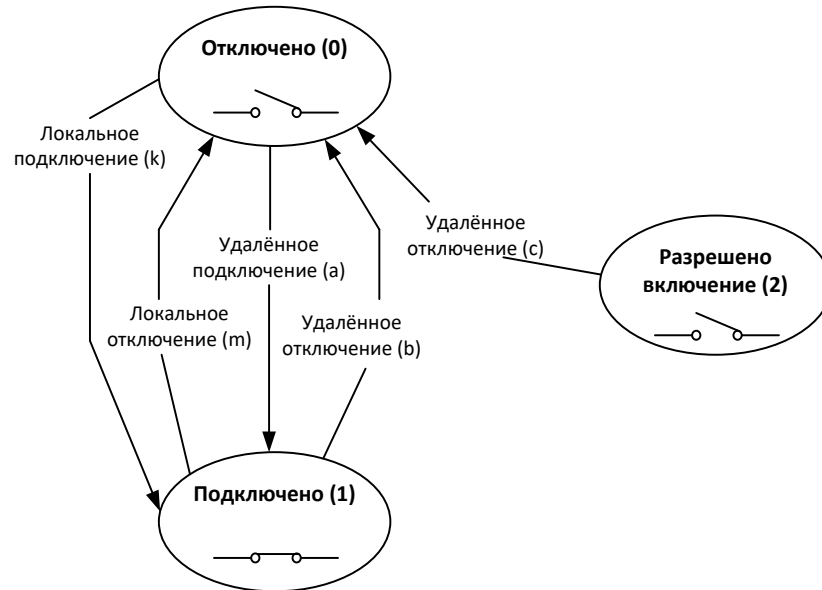 Отключено (0)
Локальное
подключение (k)
Удалённое
подключение (a)
Удалённое
отключение (c)
Разрешено
включение (2)
Локальное
отключение (m)
Удалённое
отключение (b)
Подключено (1)